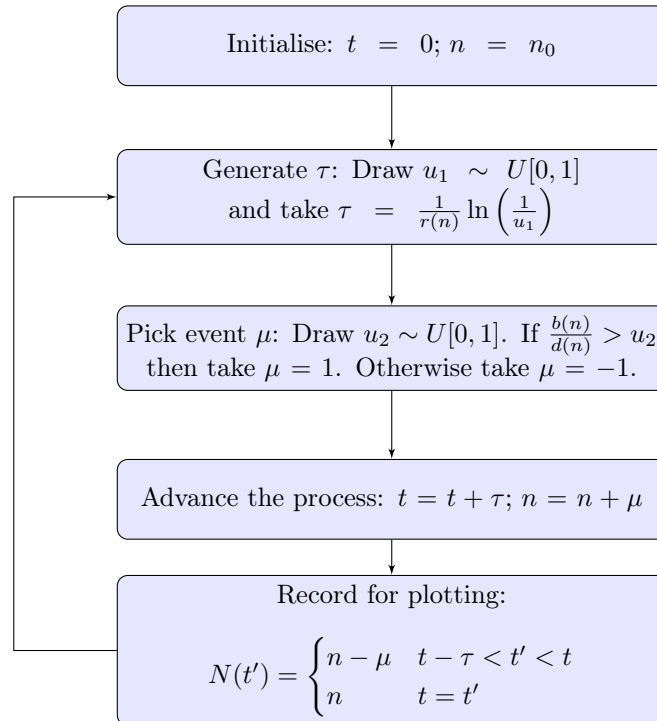 Initialise: t = 0; n = n₀
Generate τ: Draw u₁ ∼ U[0, 1]
and take τ = 1/r(n) ln(1/u₁)
Pick event μ: Draw u₂ ∼ U[0, 1]. If b(n)/d(n) > u₂
then take μ = 1. Otherwise take μ = −1.
Advance the process: t = t + τ; n = n + μ
Record for plotting:
N(t′) = { n − μ   t − τ < t′ < t
n   t = t′